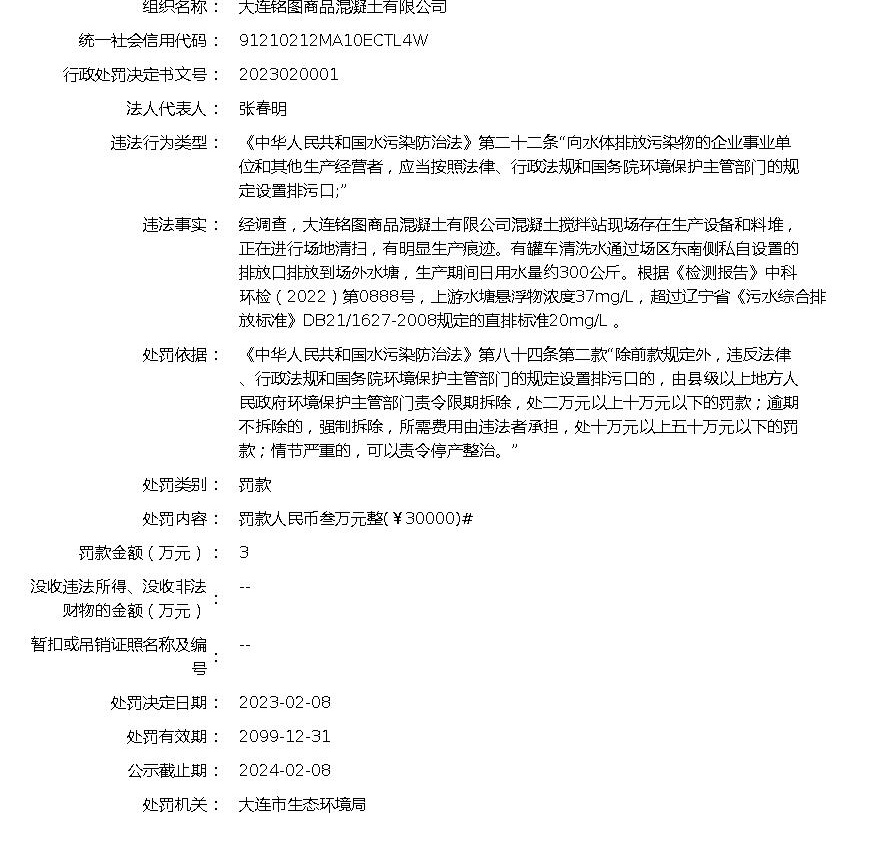 组织名称： 大连铭图商品混凝土有限公司
统一社会信用代码： 91210212MA10ECTL4W
行政处罚决定书文号： 2023020001
法人代表人： 张春明
违法行为类型： 《中华人民共和国水污染防治法》第二十二条“向水体排放污染物的企业事业单
位和其他生产经营者，应当按照法律、行政法规和国务院环境保护主管部门的规
定设置排污口;”
违法事实： 经调查，大连铭图商品混凝土有限公司混凝土搅拌站现场存在生产设备和料堆，
正在进行场地清扫，有明显生产痕迹。有罐车清洗水通过场区东南侧私自设置的
排放口排放到场外水塘，生产期间日用水量约300公斤。根据《检测报告》中科
环检（2022）第0888号，上游水塘悬浮物浓度37mg/L，超过辽宁省《污水综合排
放标准》DB21/1627-2008规定的直排标准20mg/L 。
处罚依据： 《中华人民共和国水污染防治法》第八十四条第二款“除前款规定外，违反法律
、行政法规和国务院环境保护主管部门的规定设置排污口的，由县级以上地方人
民政府环境保护主管部门责令限期拆除，处二万元以上十万元以下的罚款；逾期
不拆除的，强制拆除，所需费用由违法者承担，处十万元以上五十万元以下的罚
款；情节严重的，可以责令停产整治。”
处罚类别： 罚款
处罚内容： 罚款人民币叁万元整(￥30000)#
罚款金额（万元）： 3
没收违法所得、没收非法
财物的金额（万元）： --
暂扣或吊销证照名称及编
号： --
处罚决定日期： 2023-02-08
处罚有效期： 2099-12-31
公示截止期： 2024-02-08
处罚机关： 大连市生态环境局